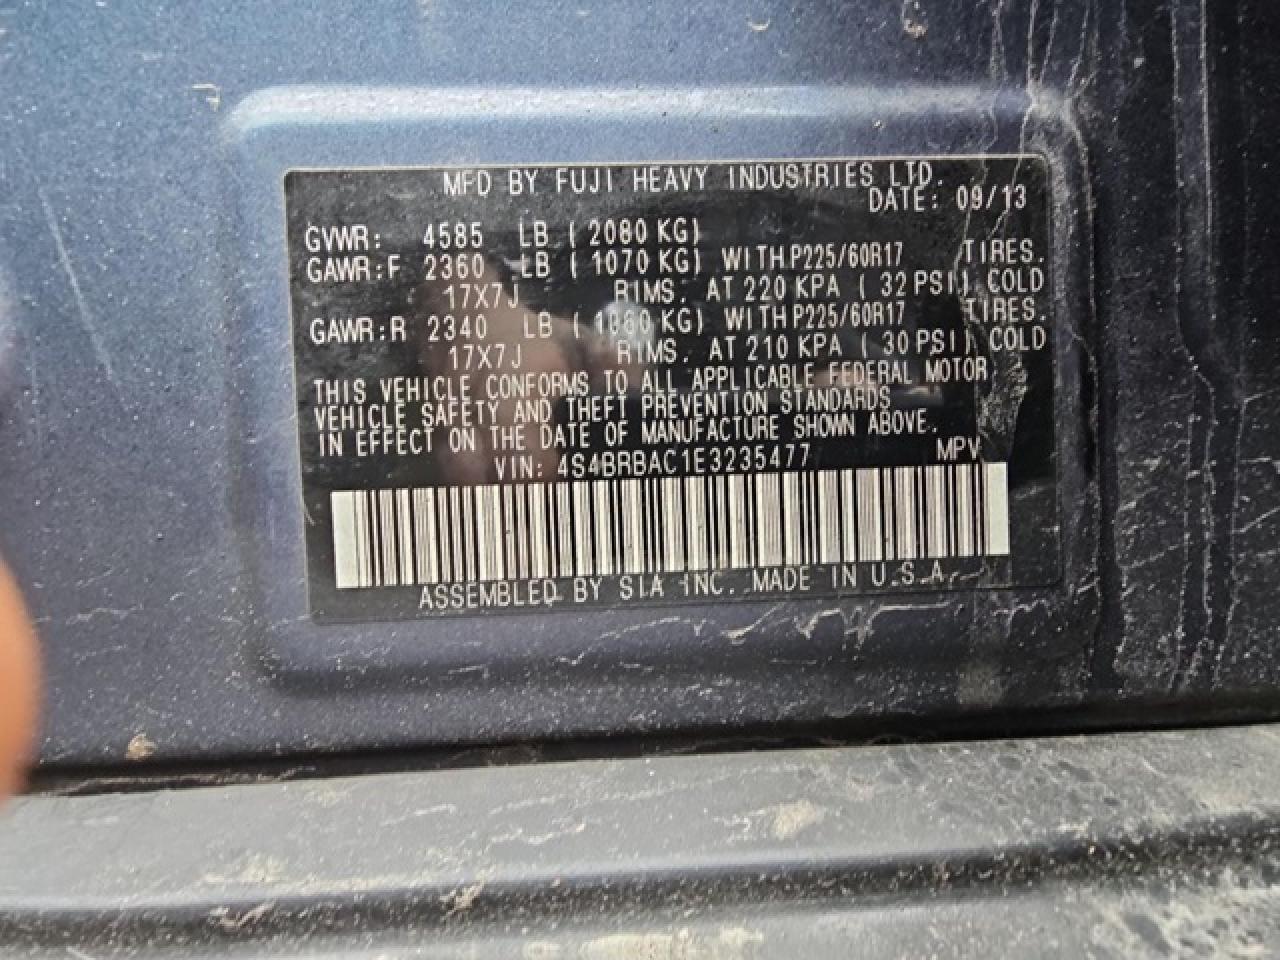 MFD BY FUJI HEAVY INDUSTRIES LTD.
DATE: 09/13
GVWR: 4585 LB ( 2080 KG)
GAWR:F 2360 LB ( 1070 KG) WITH P225/60R17 TIRES.
17X7J RIMS. AT 220 KPA ( 32 PSI) COLD
GAWR:R 2340 LB ( 1060 KG) WITH P225/60R17 TIRES.
17X7J RIMS. AT 210 KPA ( 30 PSI) COLD
THIS VEHICLE CONFORMS TO ALL APPLICABLE FEDERAL MOTOR
VEHICLE SAFETY AND THEFT PREVENTION STANDARDS
IN EFFECT ON THE DATE OF MANUFACTURE SHOWN ABOVE.
VIN: 4S4BRBAC1E3235477 MPV
ASSEMBLED BY SIA INC. MADE IN U.S.A.